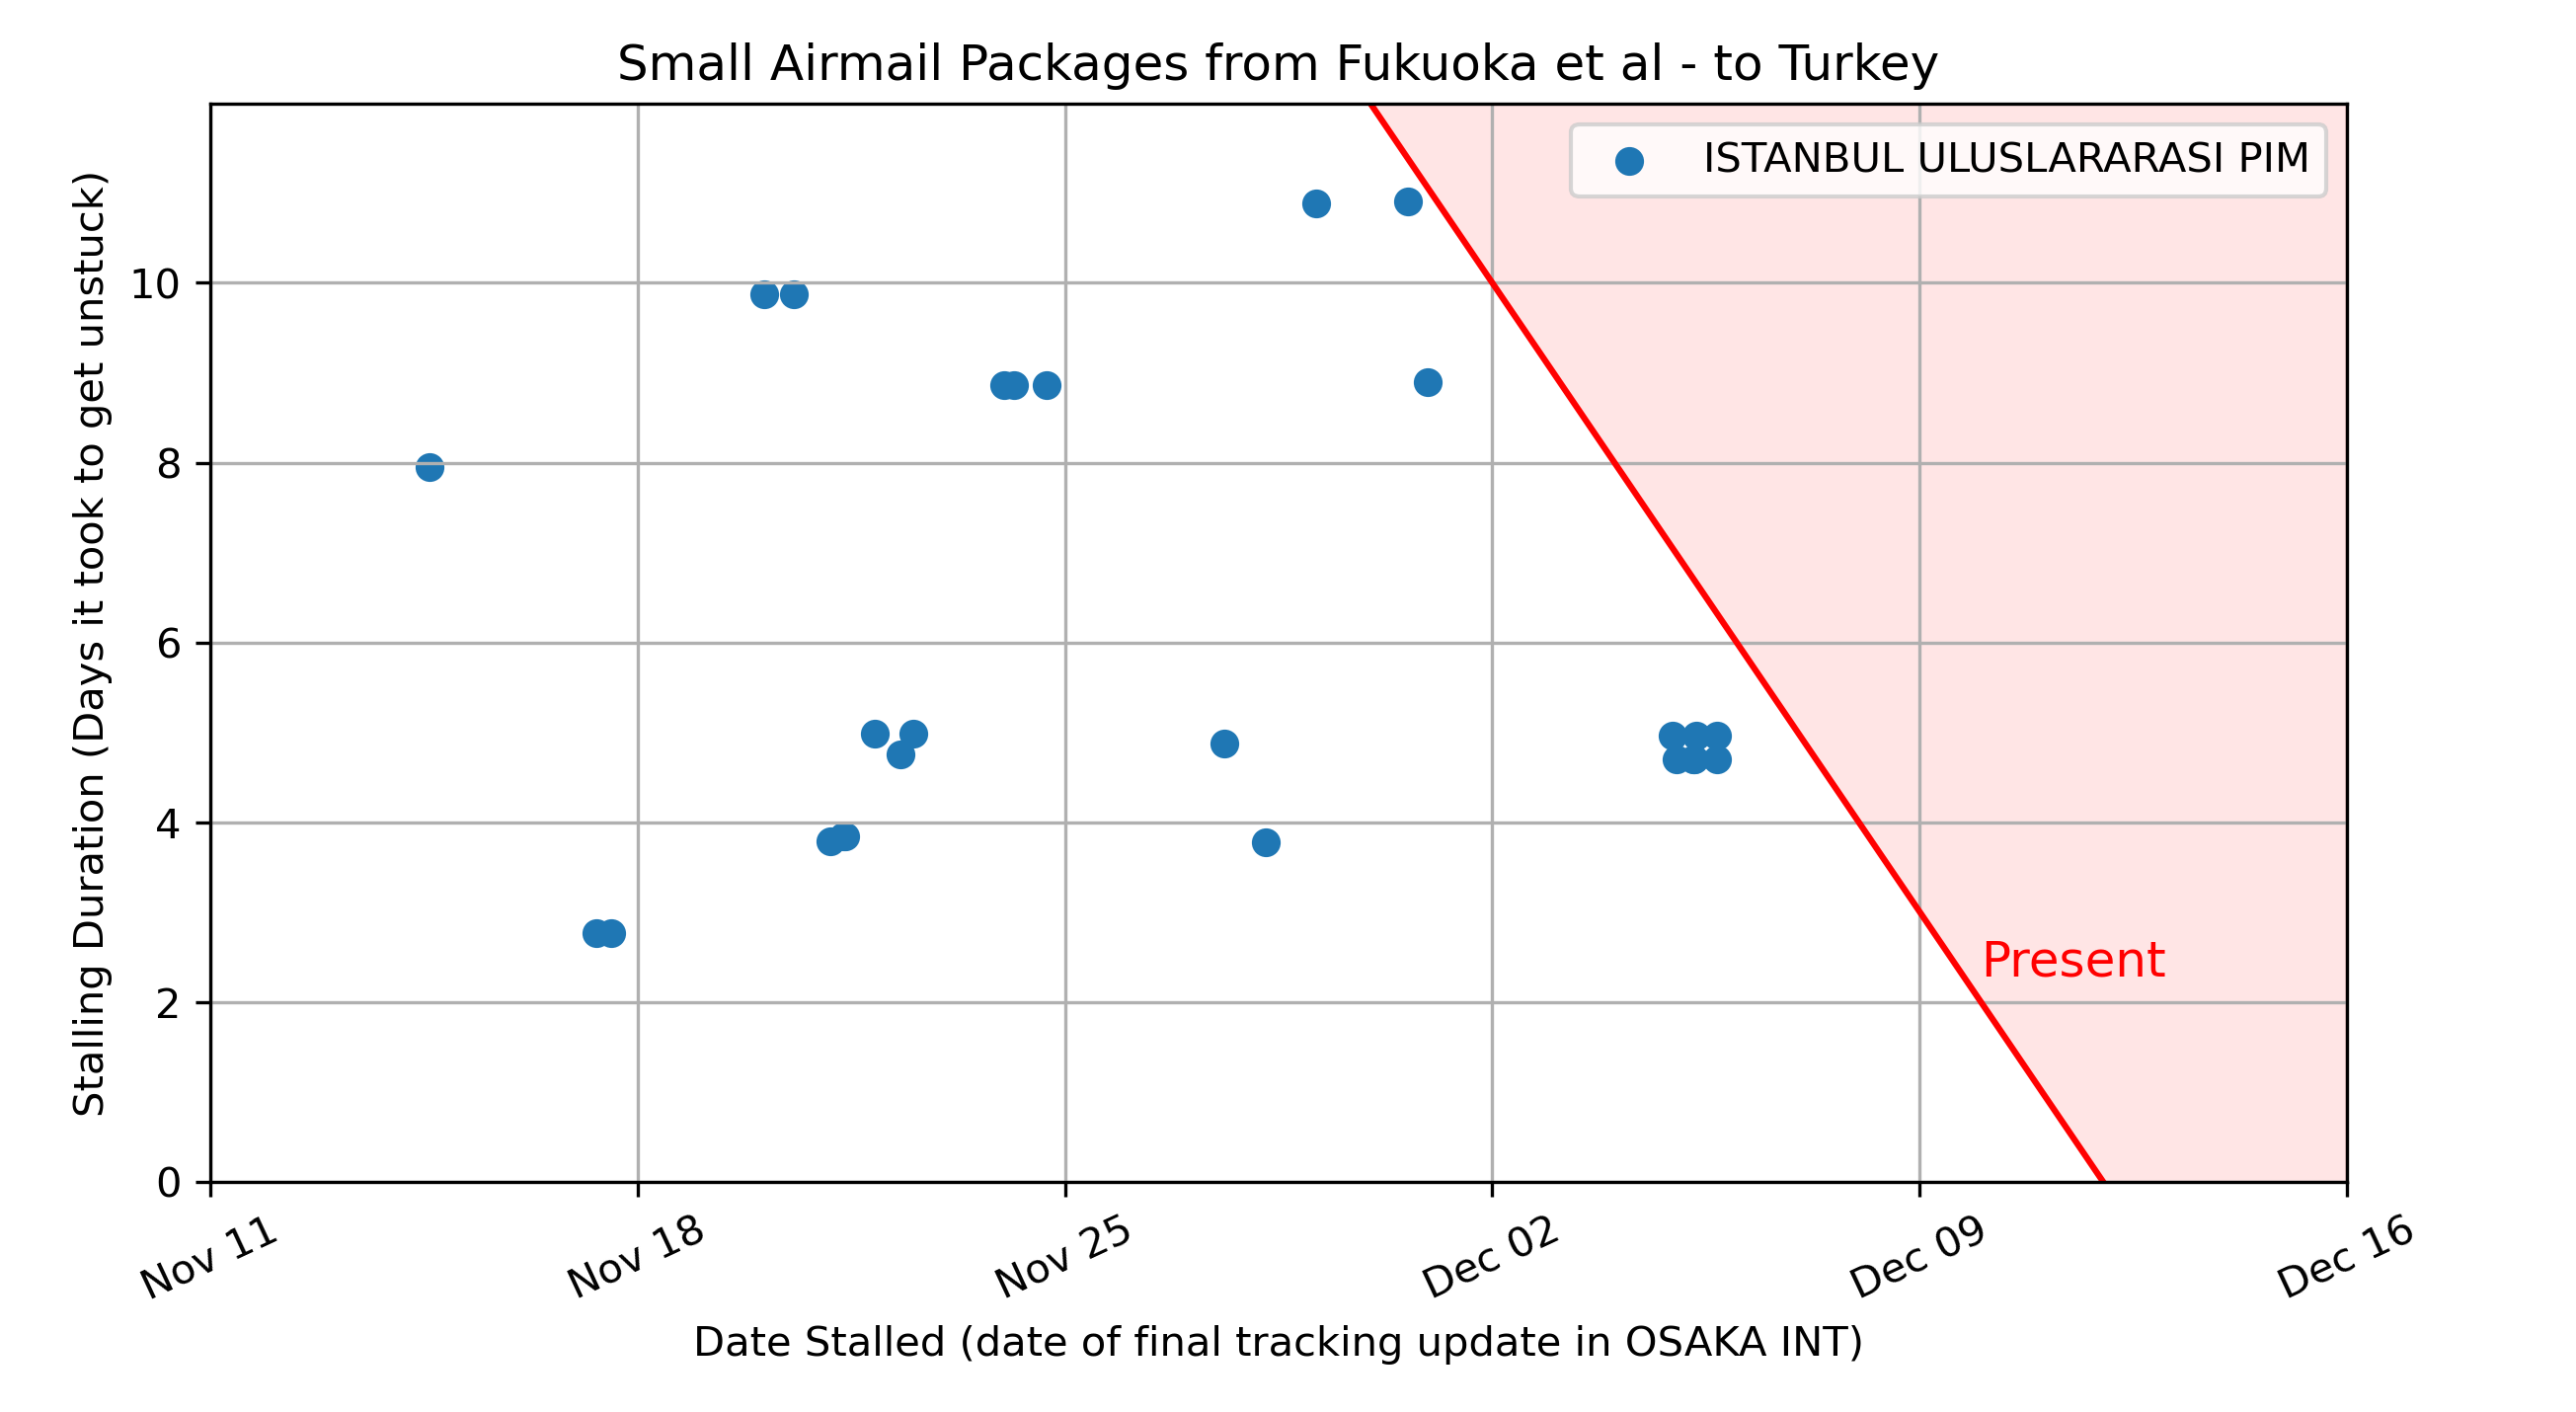 Small Airmail Packages from Fukuoka et al - to Turkey
ISTANBUL ULUSLARARASI PIM
Stalling Duration (Days it took to get unstuck)
10
8
6
4
2
0
Present
Nov 11
Nov 18
Nov 25
Dec 02
Dec 09
Dec 16
Date Stalled (date of final tracking update in OSAKA INT)